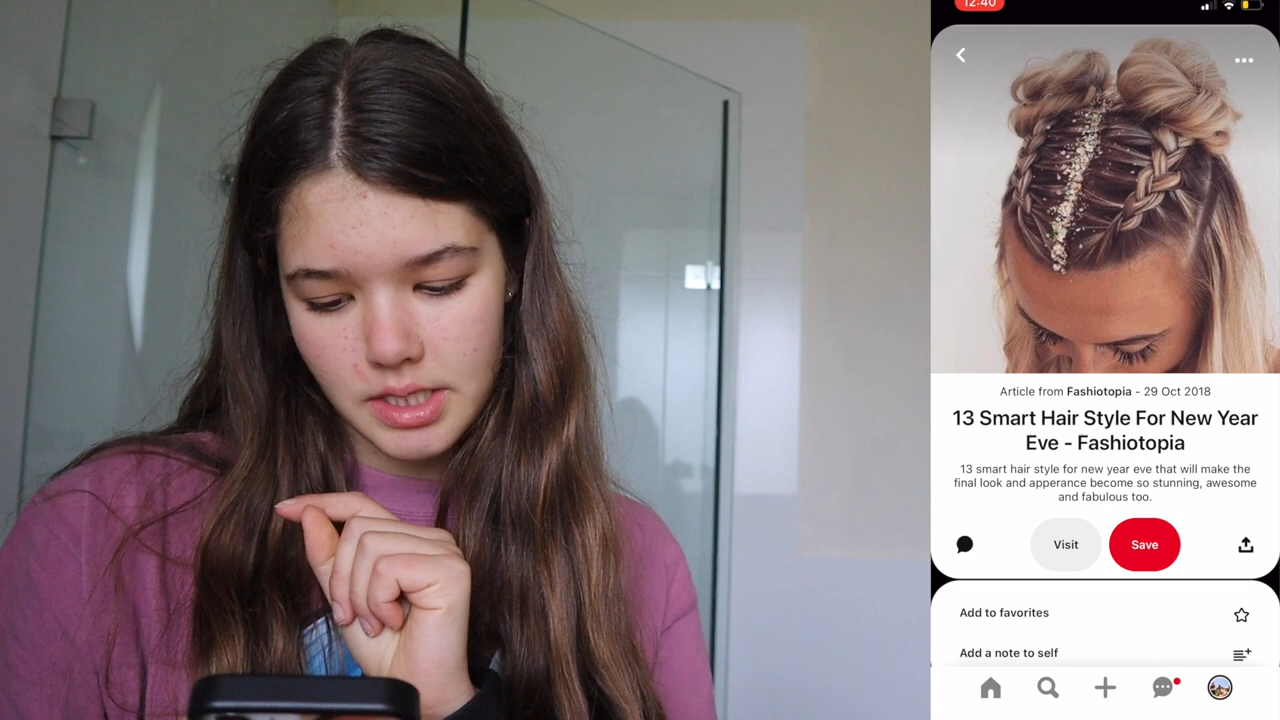 12:40
Article from Fashiotopia - 29 Oct 2018
13 Smart Hair Style For New Year
Eve - Fashiotopia
13 smart hair style for new year eve that will make the
final look and apperance become so stunning, awesome
and fabulous too.
Visit
Save
Add to favorites
Add a note to self